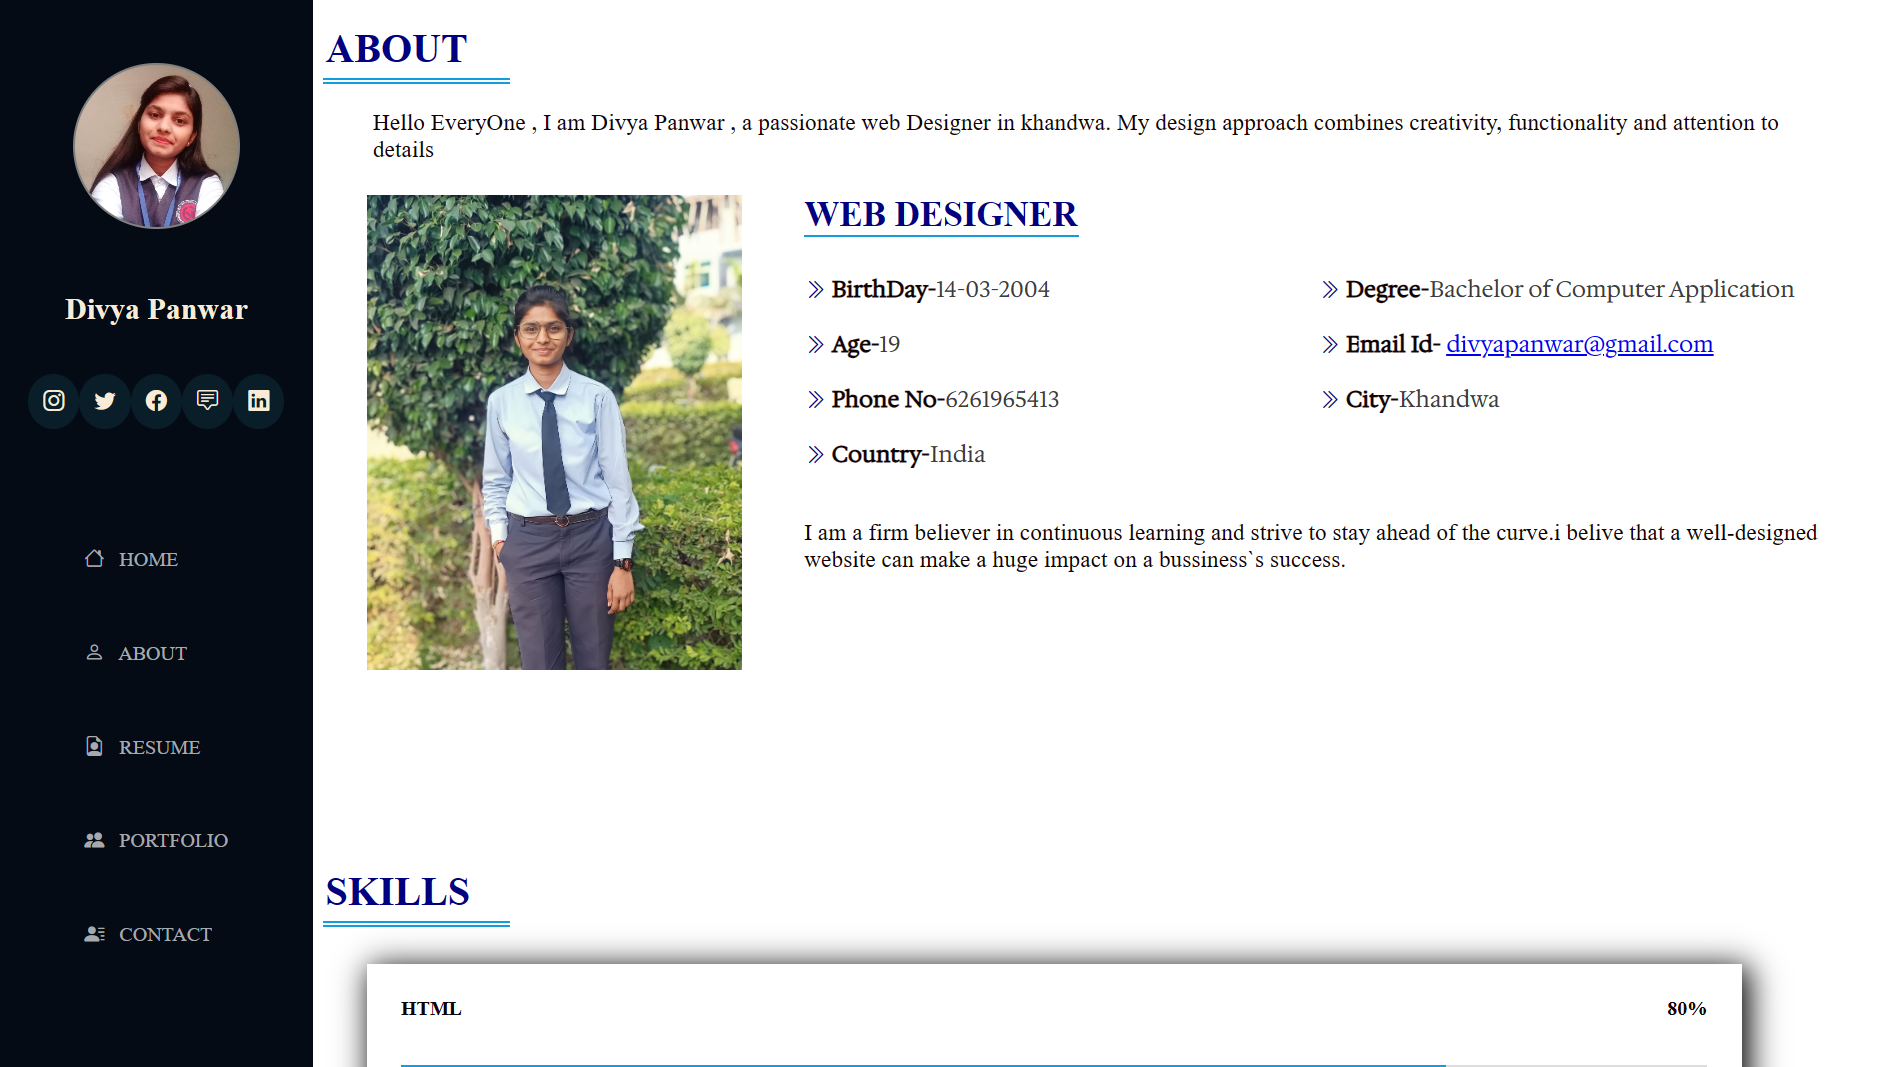 Divya Panwar
HOME
ABOUT
RESUME
PORTFOLIO
CONTACT
ABOUT
Hello EveryOne , I am Divya Panwar , a passionate web Designer in khandwa. My design approach combines creativity, functionality and attention to
details
WEB DESIGNER
BirthDay-14-03-2004
Degree-Bachelor of Computer Application
Age-19
Email Id- divyapanwar@gmail.com
Phone No-6261965413
City-Khandwa
Country-India
I am a firm believer in continuous learning and strive to stay ahead of the curve.i belive that a well-designed
website can make a huge impact on a bussiness`s success.
SKILLS
HTML 80%